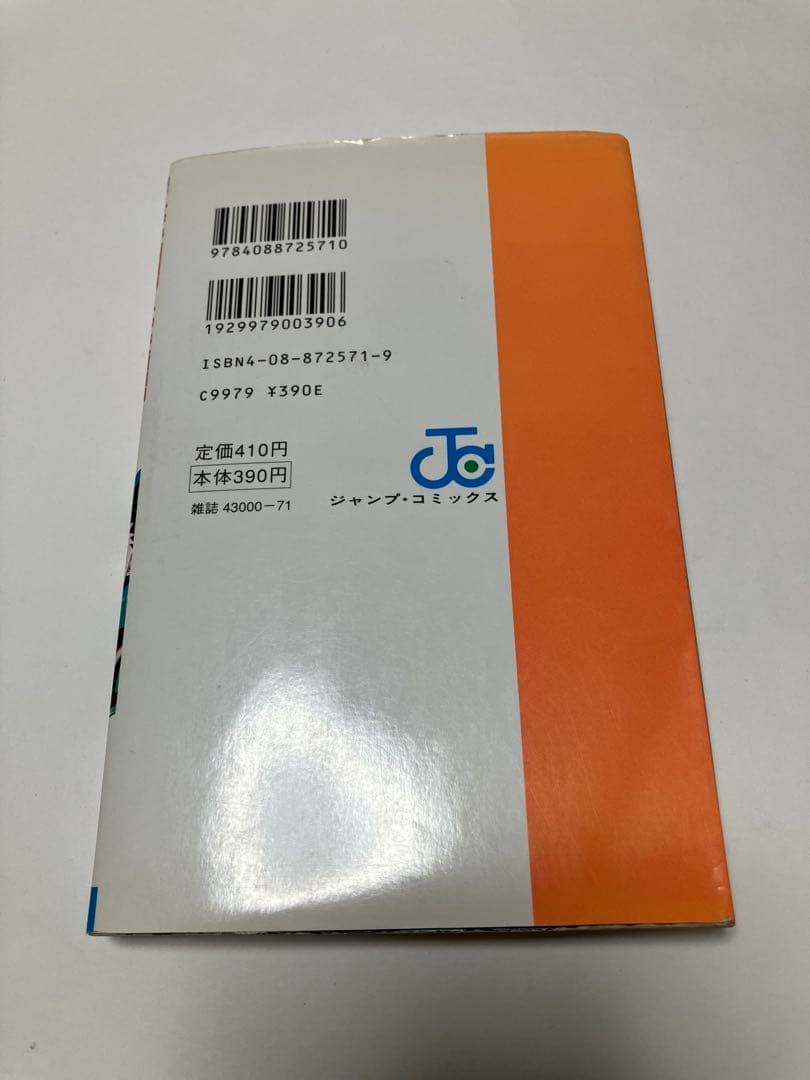 9784088725710
1929979003906
ISBN4-08-872571-9
C9979 ¥390E
定価410円
本体390円
雑誌 43000-71
ジャンプ・コミックス